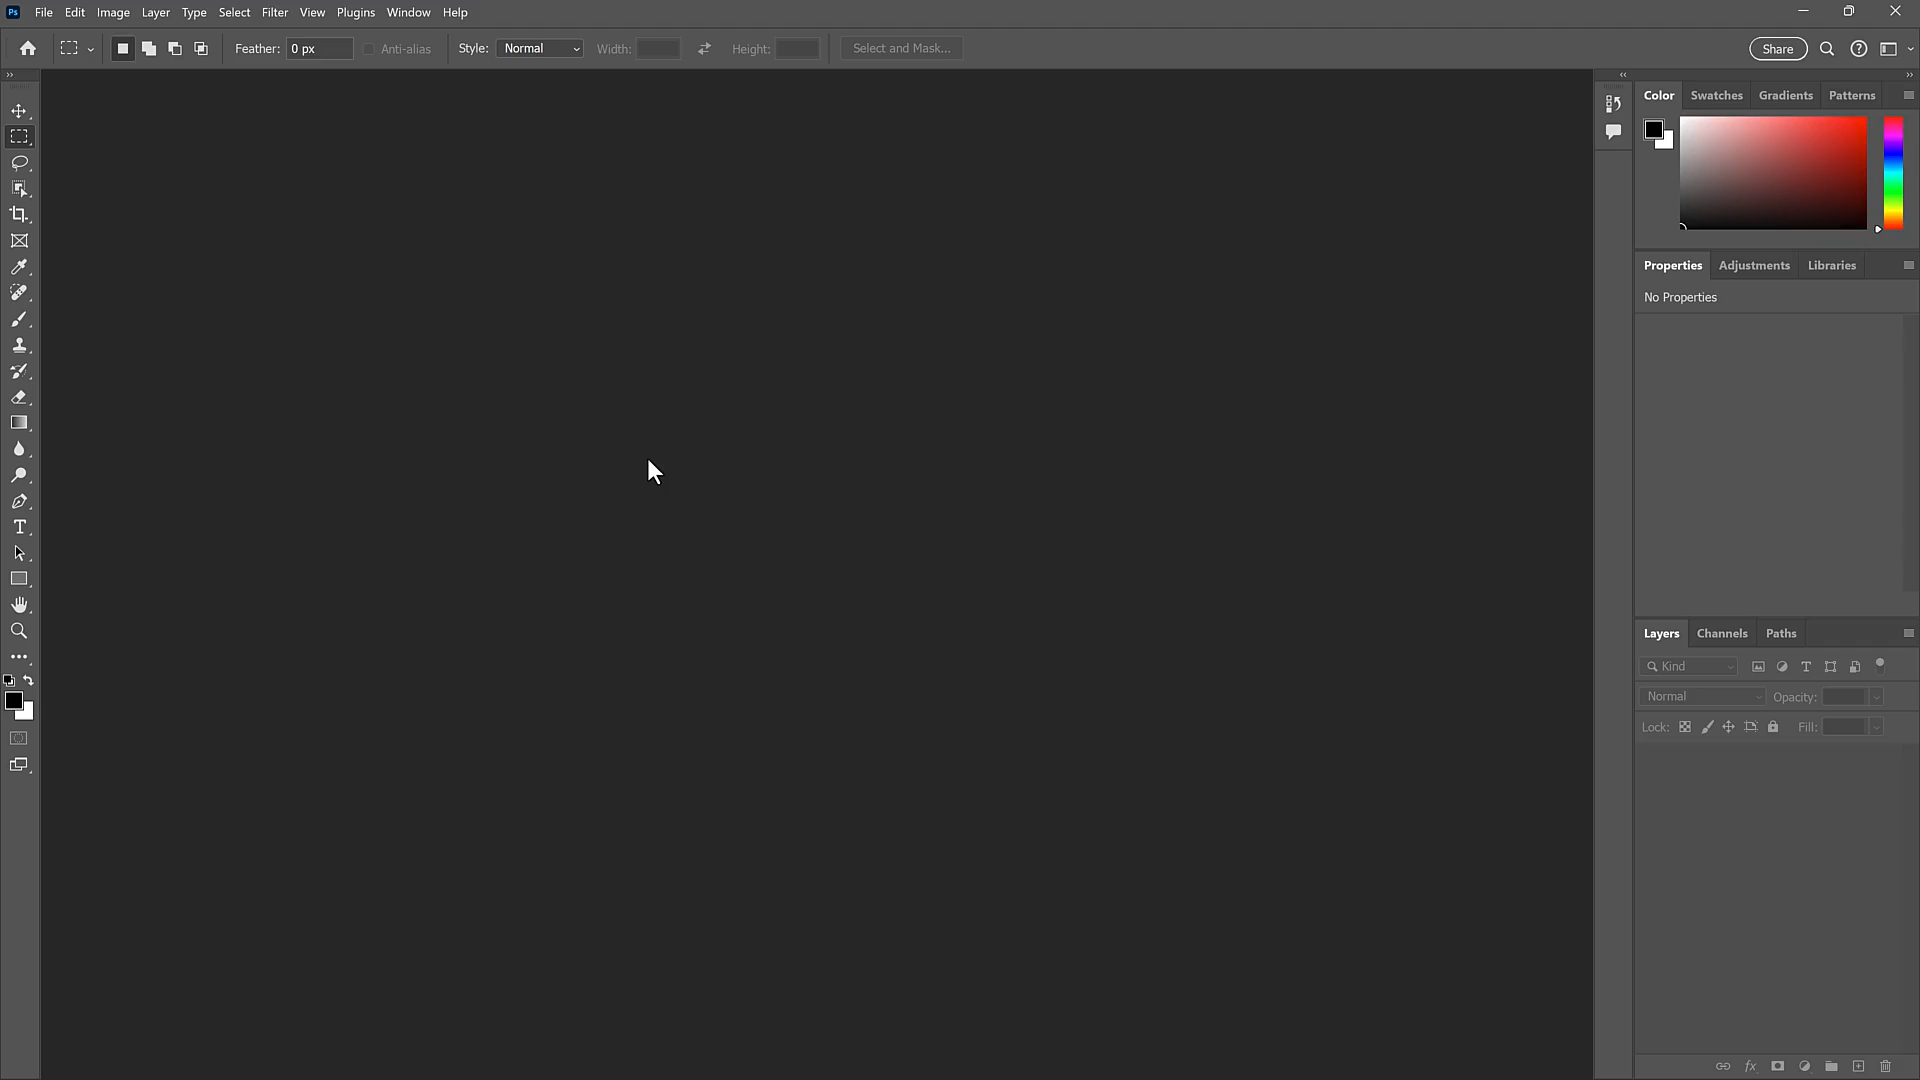 Ps File Edit Image Layer Type Select Filter View Plugins Window Help
Feather: 0 px Anti-alias Style: Normal Width: Height: Select and Mask... Share
Color Swatches Gradients Patterns
Properties Adjustments Libraries
No Properties
T
Layers Channels Paths
Kind T
Normal Opacity:
Lock: Fill:
fx